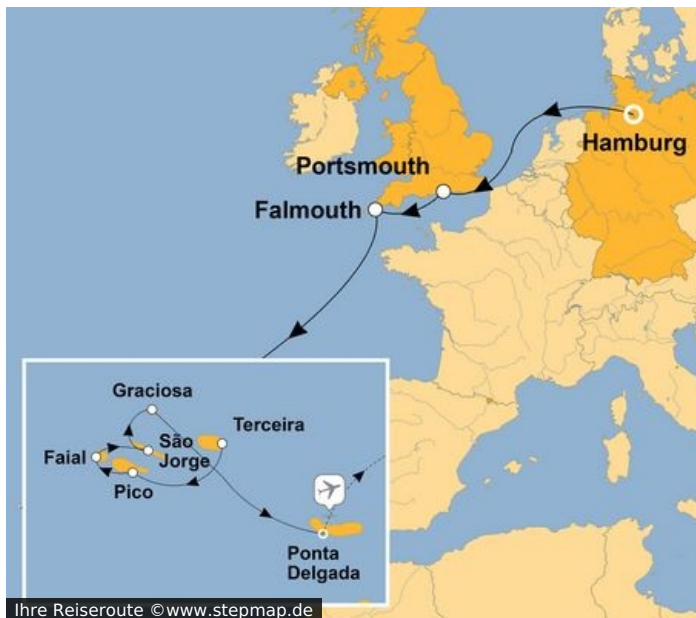 Hamburg
Portsmouth
Falmouth
Graciosa
Terceira
São
Jorge
Faial
Pico
Ponta
Delgada
Ihre Reiseroute ©www.stepmap.de